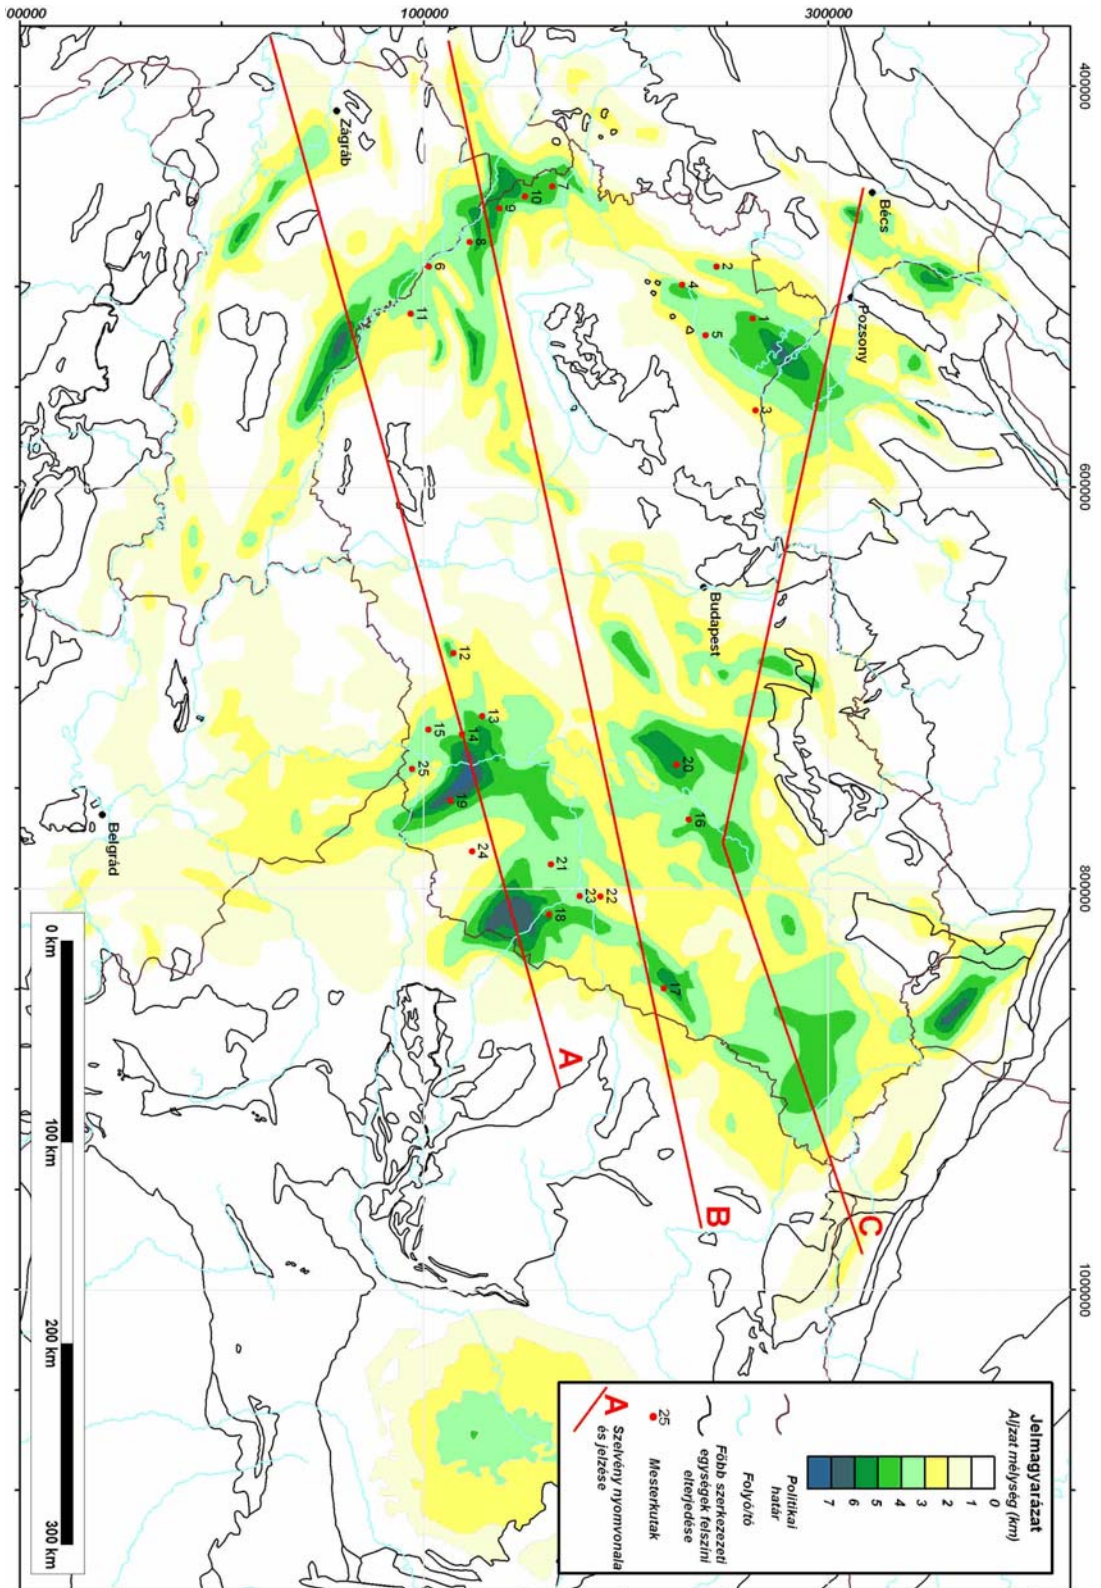 400000
600000
800000
1000000
300000
100000
Bécs
Pozsony
Budapest
Zágráb
Belgrád
1
2
3
4
5
6
7
8
9
10
11
12
13
14
15
16
17
18
19
20
21
22
23
24
25
A
B
C
Jelmagyarázat
Aljzat mélység (km)
0
1
2
3
4
5
6
7
Politikai
határ
Folyó/tó
Főbb szerkezeti
egységek felszíni
elterjedése
25
Mesterkutak
A
Szelvény nyomvonala
és jelzése
0 km
100 km
200 km
300 km